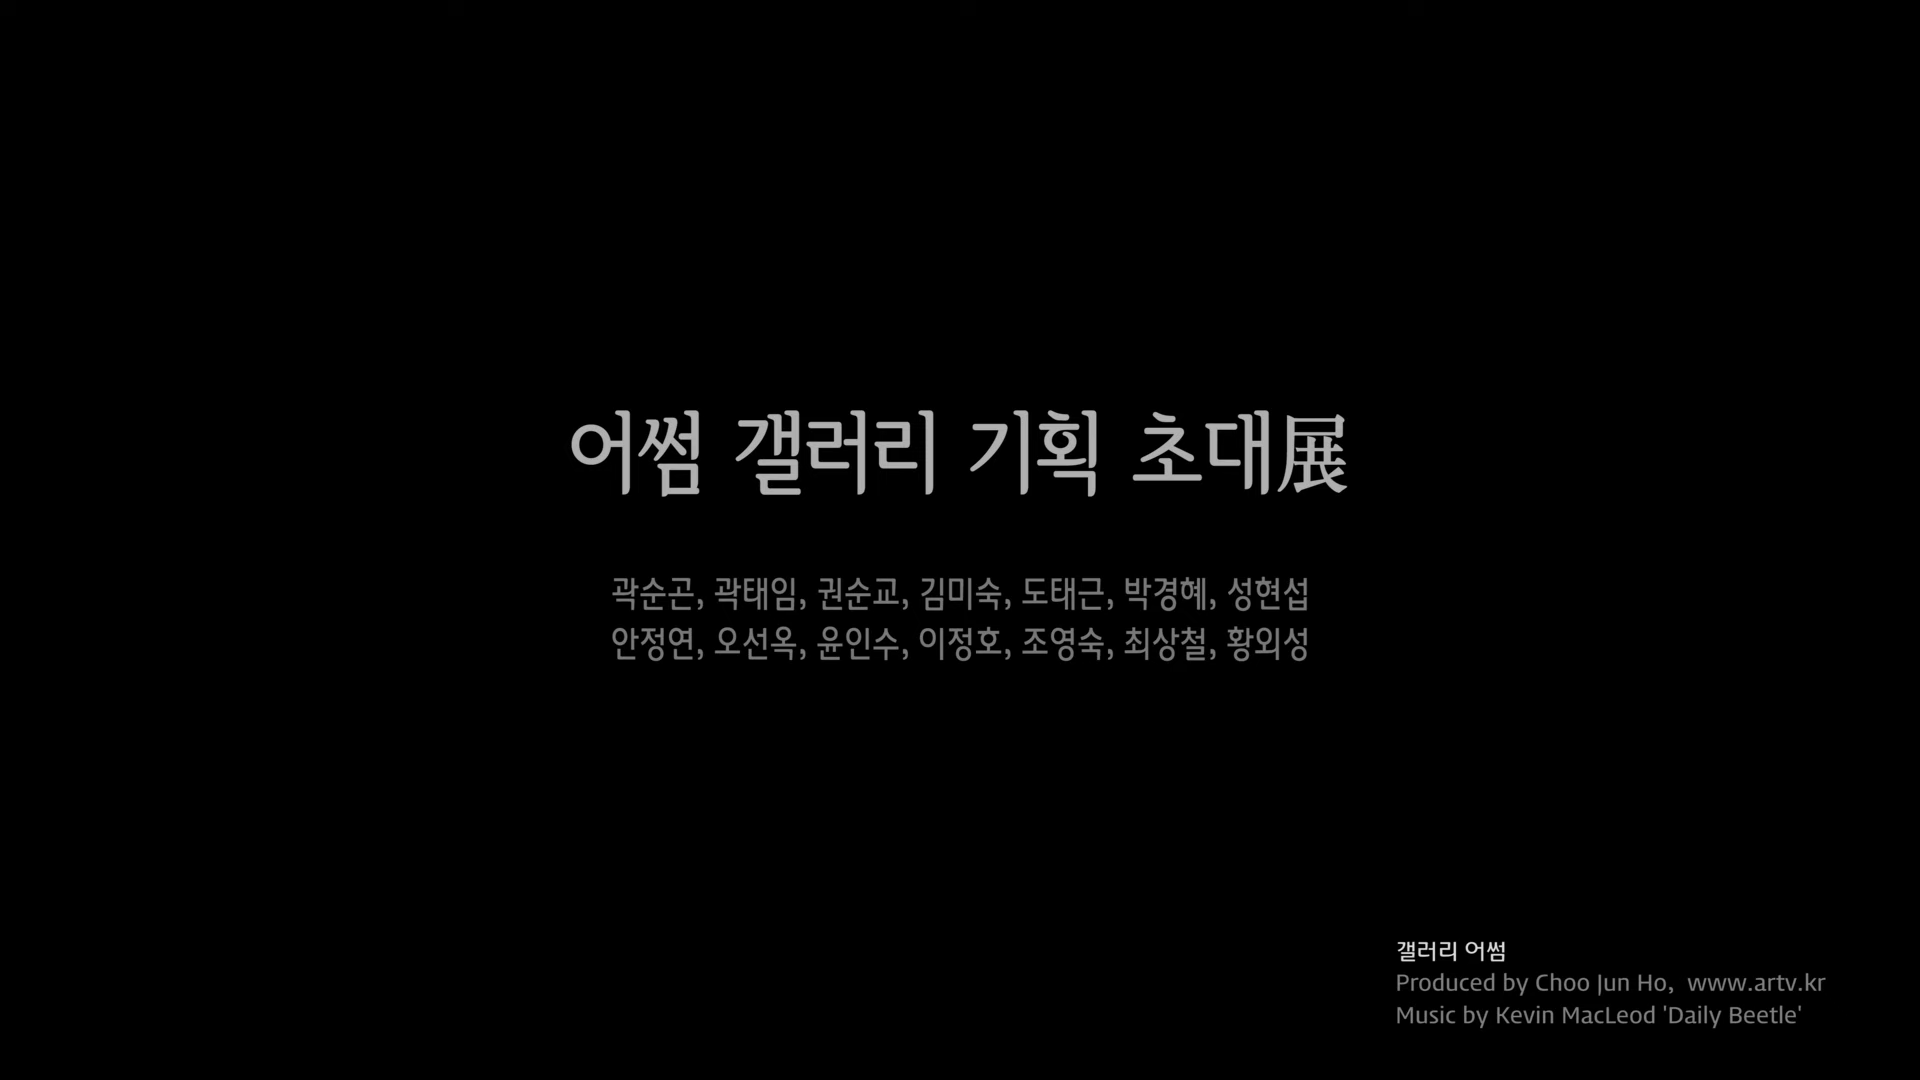 어썸 갤러리 기획 초대展
곽순곤, 곽태임, 권순교, 김미숙, 도태근, 박경혜, 성현섭
안정연, 오선옥, 윤인수, 이정호, 조영숙, 최상철, 황외성
갤러리 어썸
Produced by Choo Jun Ho,  www.artv.kr
Music by Kevin MacLeod 'Daily Beetle'